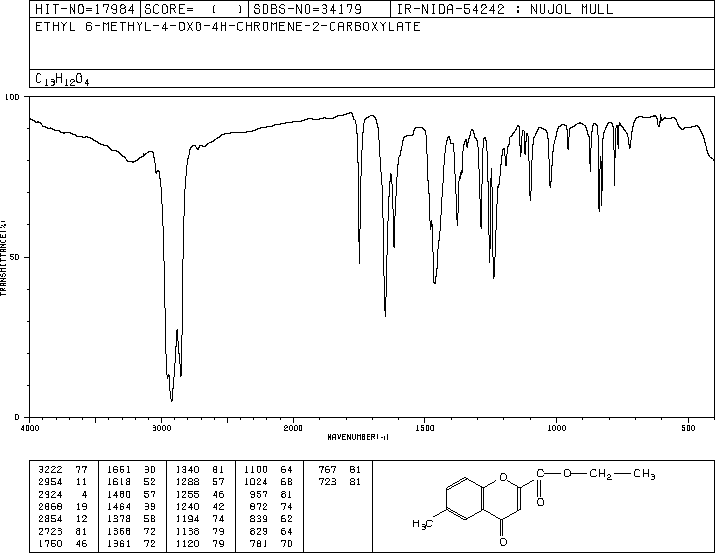 HIT-NO=17984 SCORE= ( ) SDBS-NO=34179 IR-NIDA-54242 : NUJOL MULL
ETHYL 6-METHYL-4-OXO-4H-CHROMENE-2-CARBOXYLATE
C13H12O4
100
50
0
TRANSMITTANCE(%)
4000 3000 2000 1500 1000 500
WAVENUMBER(-1)
3222 77 1651 30 1340 81 1100 64 767 81
2954 11 1618 52 1288 57 1024 68 723 81
2924 4 1480 57 1255 46 957 81
2868 19 1464 39 1240 42 872 74
2854 12 1378 58 1194 74 839 62
2723 81 1368 72 1138 79 829 64
1760 46 1361 72 1120 79 781 70
O C O CH2 CH3
O
H3C
O